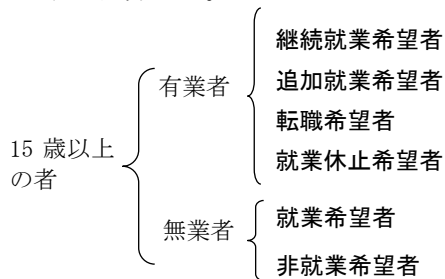 15 歳以上
の者
有業者
継続就業希望者
追加就業希望者
転職希望者
就業休止希望者
無業者
就業希望者
非就業希望者